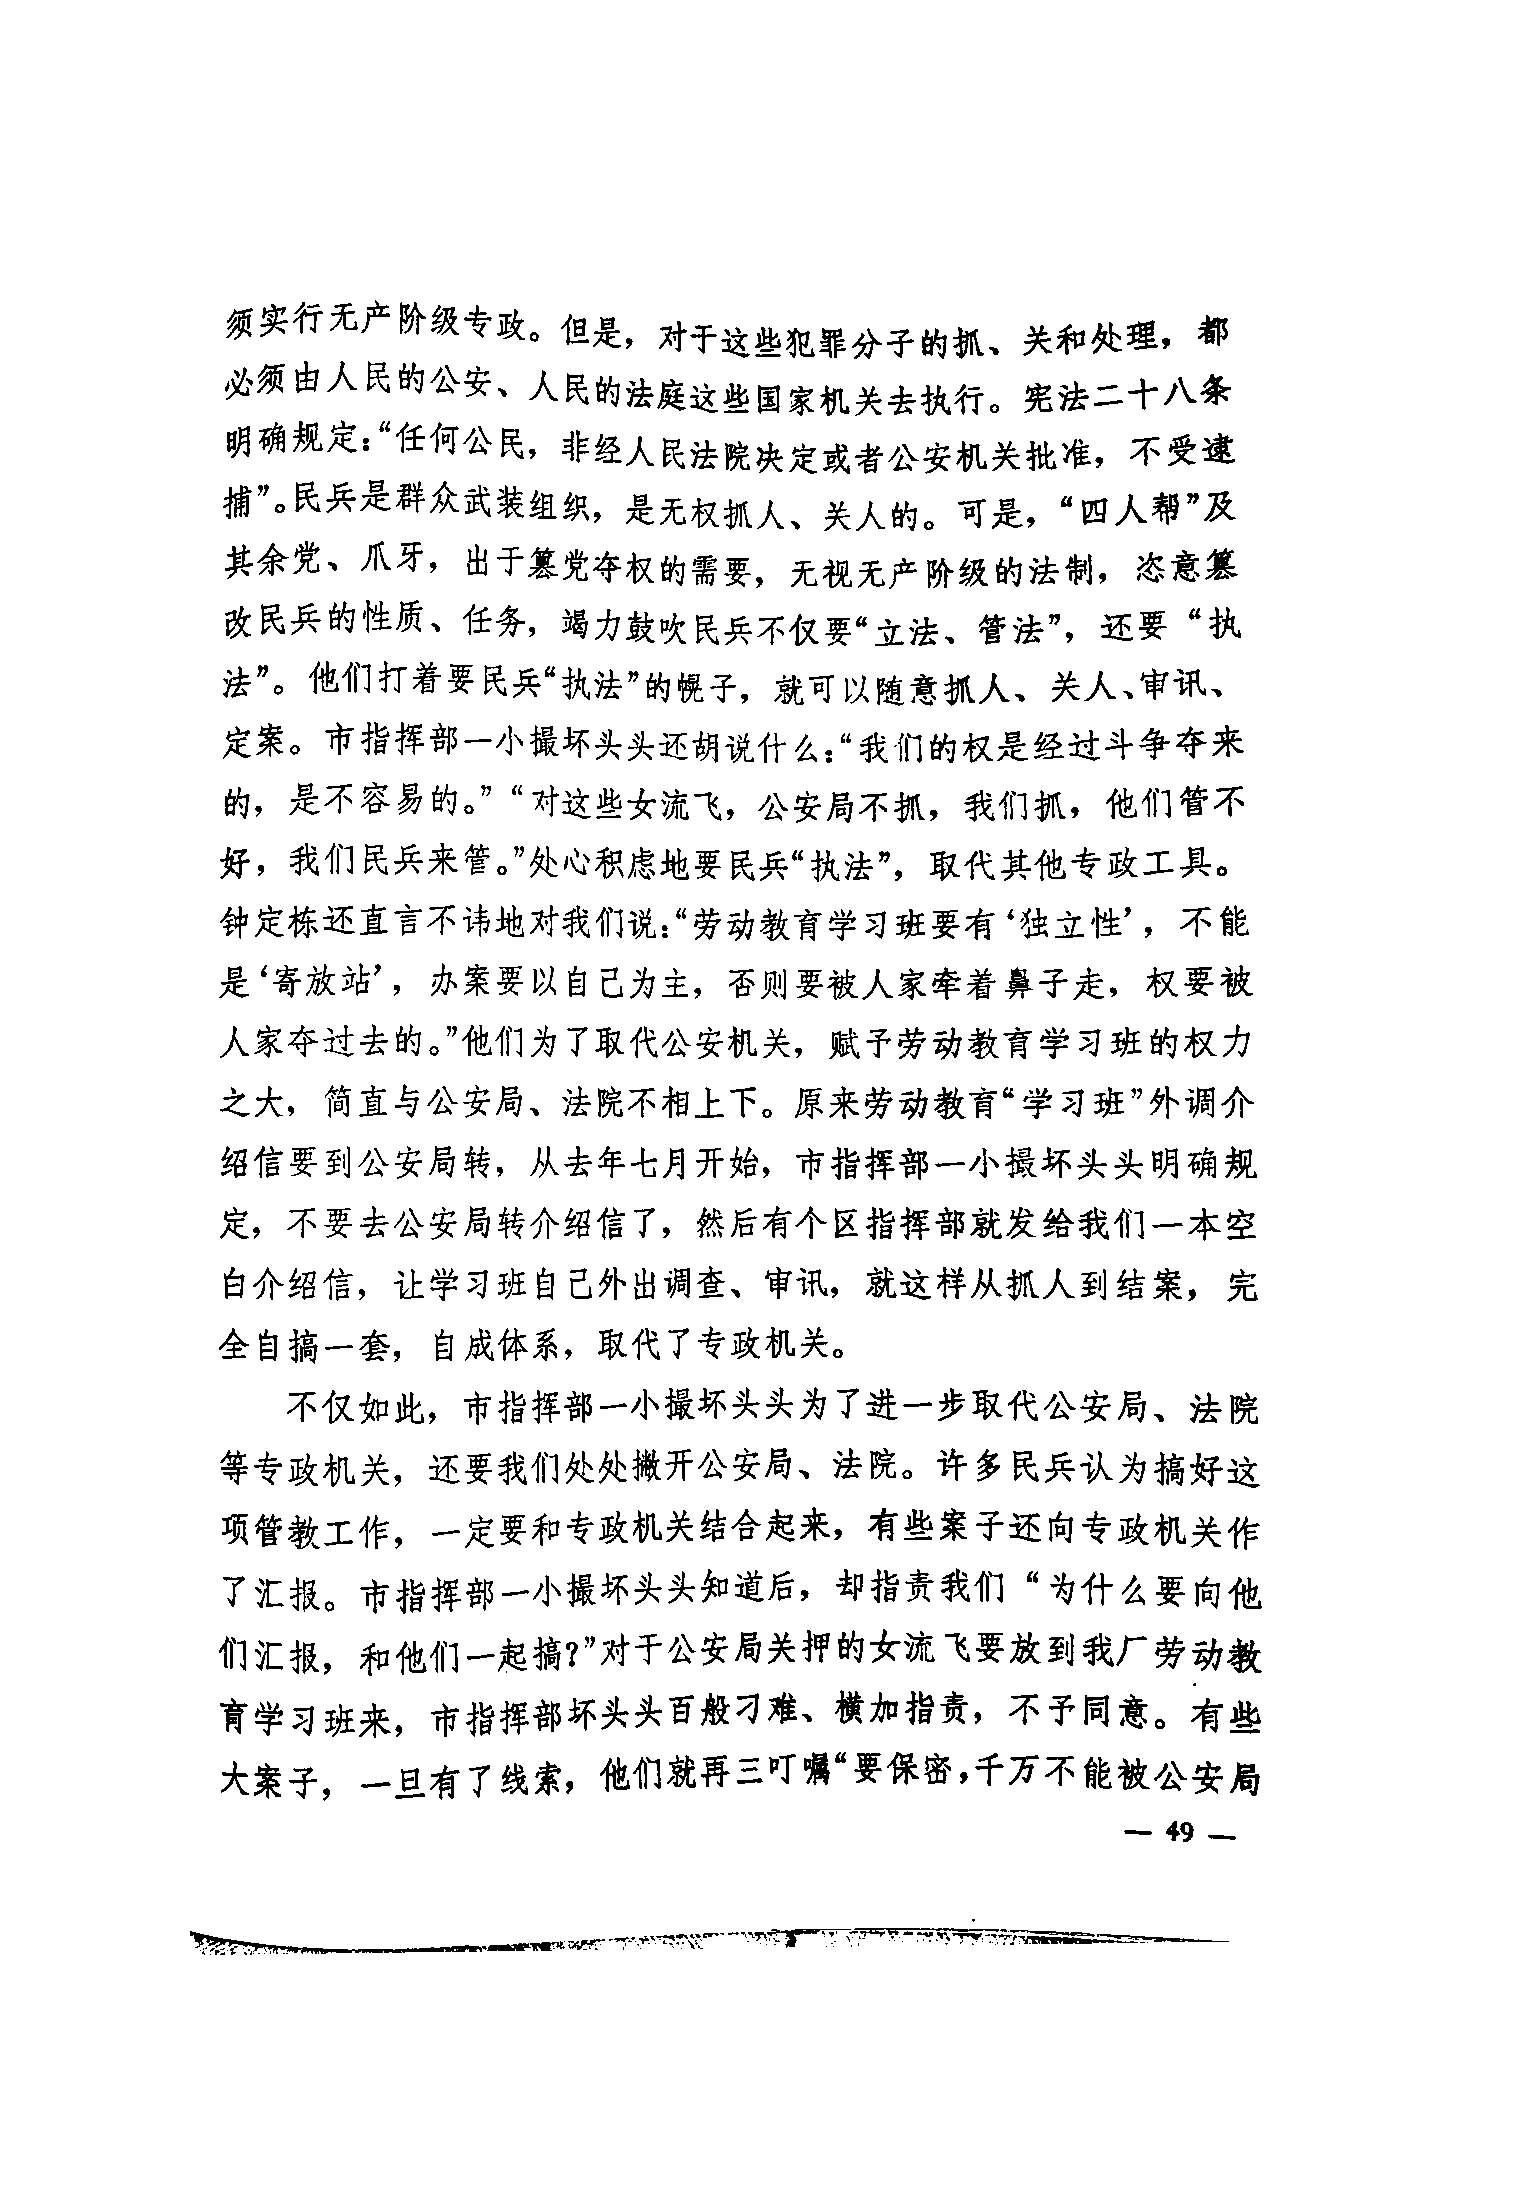 须实行无产阶级专政。但是，对于这些犯罪分子的抓、关和处理，都
必须由人民的公安、人民的法庭这些国家机关去执行。宪法二十八条
明确规定：“任何公民，非经人民法院决定或者公安机关批准，不受逮
捕”。民兵是群众武装组织，是无权抓人、关人的。可是，“四人帮”及
其余党、爪牙，出于篡党夺权的需要，无视无产阶级的法制，恣意篡
改民兵的性质、任务，竭力鼓吹民兵不仅要“立法、管法”，还要“执
法”。他们打着要民兵“执法”的幌子，就可以随意抓人、关人、审讯、
定案。市指挥部一小撮坏头头还胡说什么：“我们的权是经过斗争夺来
的，是不容易的。”“对这些女流飞，公安局不抓，我们抓，他们管不
好，我们民兵来管。”处心积虑地要民兵“执法”，取代其他专政工具。
钟定栋还直言不讳地对我们说：“劳动教育学习班要有‘独立性’，不能
是‘寄放站’，办案要以自己为主，否则要被人家牵着鼻子走，权要被
人家夺过去的。”他们为了取代公安机关，赋予劳动教育学习班的权力
之大，简直与公安局、法院不相上下。原来劳动教育“学习班”外调介
绍信要到公安局转，从去年七月开始，市指挥部一小撮坏头头明确规
定，不要去公安局转介绍信了，然后有个区指挥部就发给我们一本空
白介绍信，让学习班自己外出调查、审讯，就这样从抓人到结案，完
全自搞一套，自成体系，取代了专政机关。
不仅如此，市指挥部一小撮坏头头为了进一步取代公安局、法院
等专政机关，还要我们处处撇开公安局、法院。许多民兵认为搞好这
项管教工作，一定要和专政机关结合起来，有些案子还向专政机关作
了汇报。市指挥部一小撮坏头头知道后，却指责我们“为什么要向他
们汇报，和他们一起搞？”对于公安局关押的女流飞要放到我厂劳动教
育学习班来，市指挥部坏头头百般刁难、横加指责，不予同意。有些
大案子，一旦有了线索，他们就再三叮嘱“要保密，千万不能被公安局
— 49 —